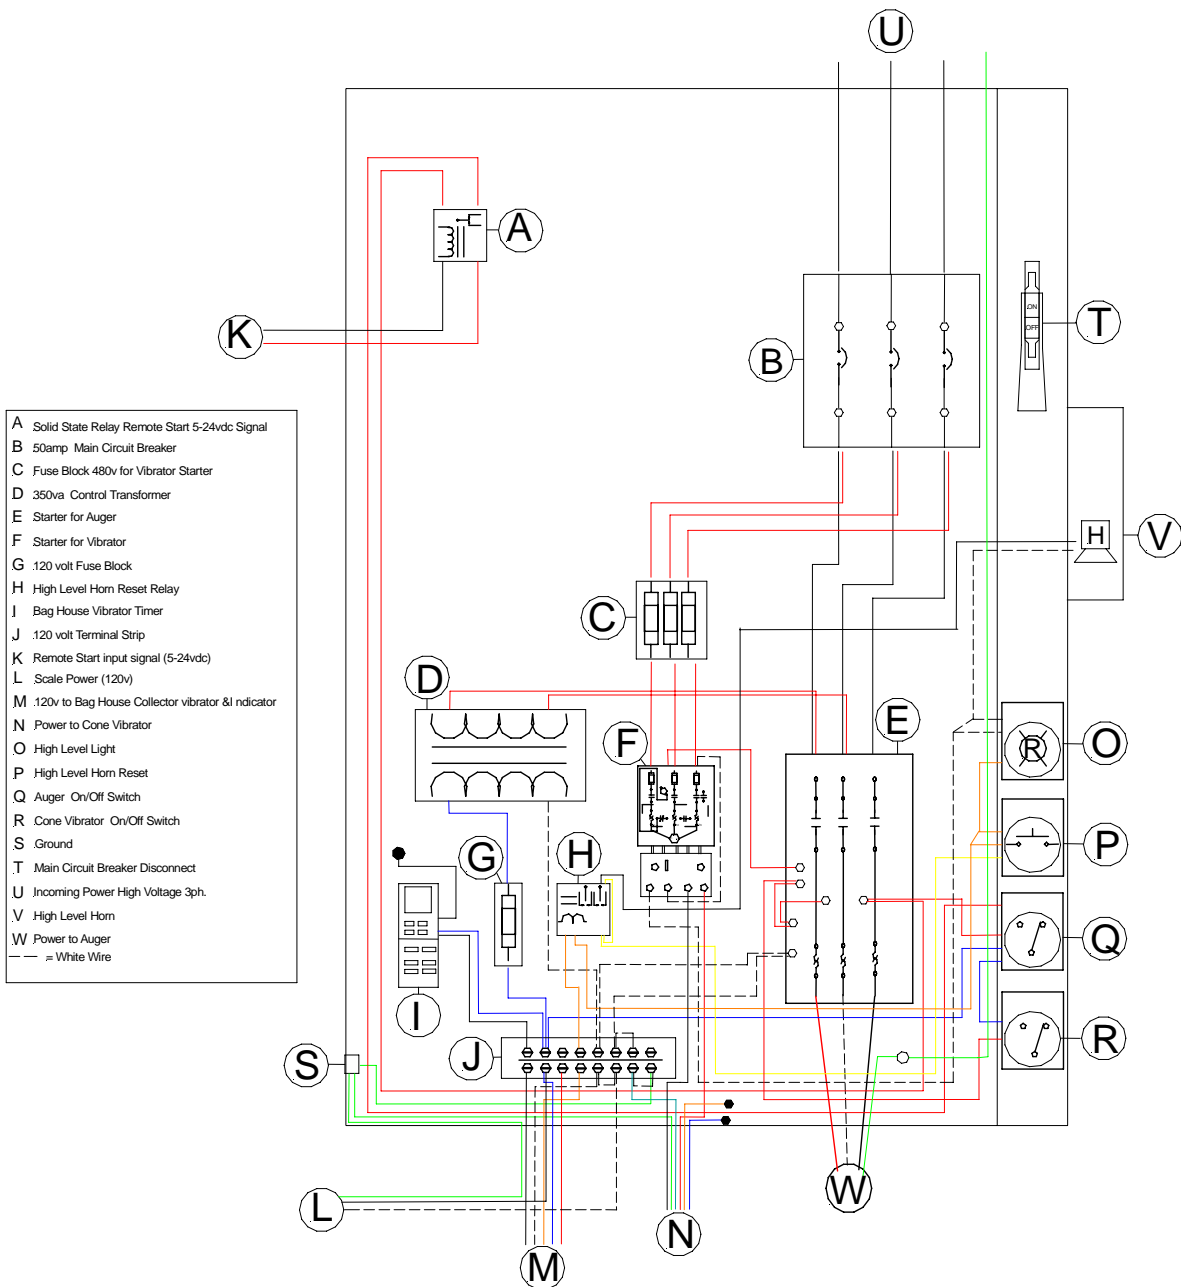 U
A
K
B
ON
OFF
T
H
V
A Solid State Relay Remote Start 5-24vdc Signal
B 50amp Main Circuit Breaker
C Fuse Block 480v for Vibrator Starter
D 350va Control Transformer
E Starter for Auger
F Starter for Vibrator
G 120 volt Fuse Block
H High Level Horn Reset Relay
I Bag House Vibrator Timer
J 120 volt Terminal Strip
K Remote Start input signal (5-24vdc)
L Scale Power (120v)
M 120v to Bag House Collector vibrator &I ndicator
N Power to Cone Vibrator
O High Level Light
P High Level Horn Reset
Q Auger On/Off Switch
R Cone Vibrator On/Off Switch
S Ground
T Main Circuit Breaker Disconnect
U Incoming Power High Voltage 3ph.
V High Level Horn
W Power to Auger
= White Wire
C
D
E
F
R
O
G
H
P
Q
I
J
R
S
L
W
N
M